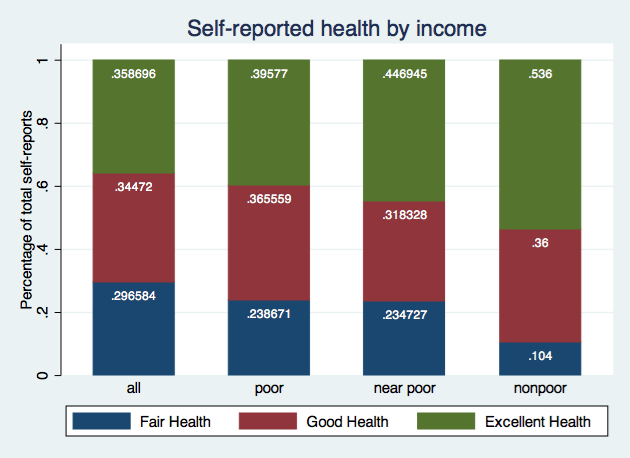 Self-reported health by income
Percentage of total self-reports
1
.8
.6
.4
.2
0
.358696
.39577
.446945
.536
.34472
.365559
.318328
.36
.296584
.238671
.234727
.104
all
poor
near poor
nonpoor
Fair Health
Good Health
Excellent Health